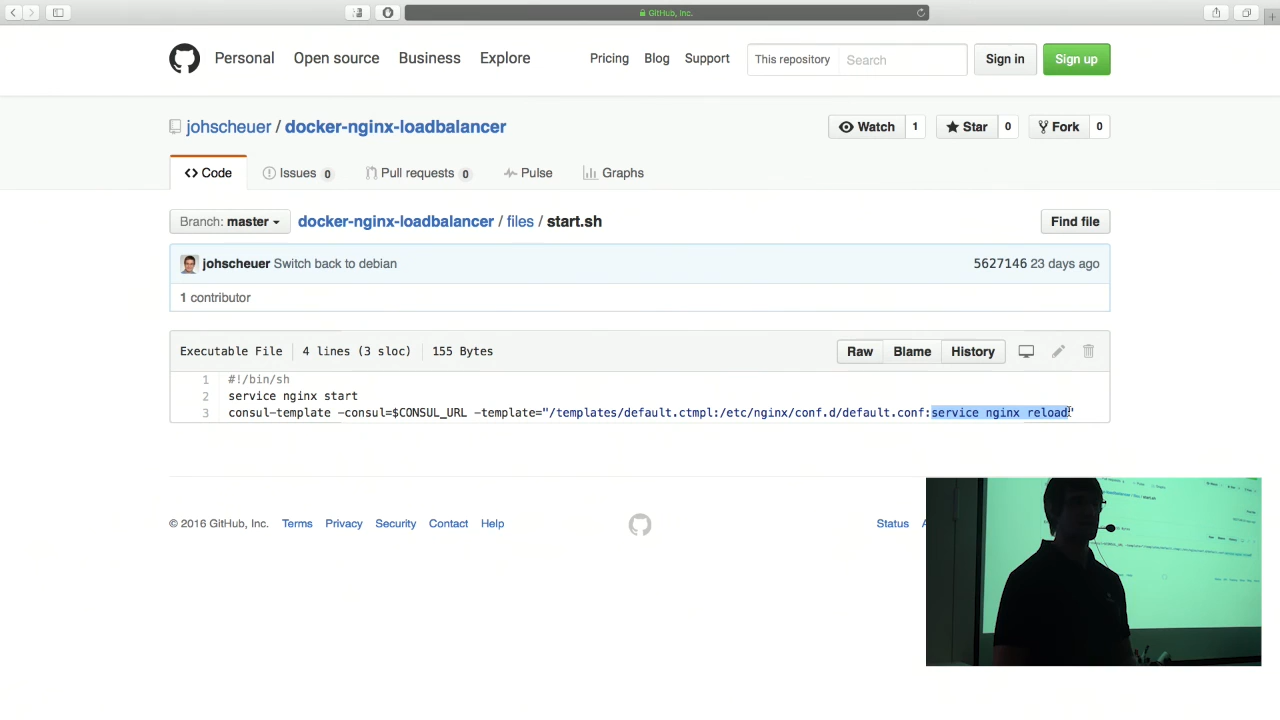 GitHub, Inc.
Personal Open source Business Explore Pricing Blog Support This repository Search Sign in Sign up
johscheuer / docker-nginx-loadbalancer Watch 1 Star 0 Fork 0
Code Issues 0 Pull requests 0 Pulse Graphs
Branch: master docker-nginx-loadbalancer / files / start.sh Find file
johscheuer Switch back to debian 5627146 23 days ago
1 contributor
Executable File 4 lines (3 sloc) 155 Bytes Raw Blame History
1 #!/bin/sh
2 service nginx start
3 consul-template -consul=$CONSUL_URL -template="/templates/default.ctmpl:/etc/nginx/conf.d/default.conf:service nginx reload"
© 2016 GitHub, Inc. Terms Privacy Security Contact Help Status